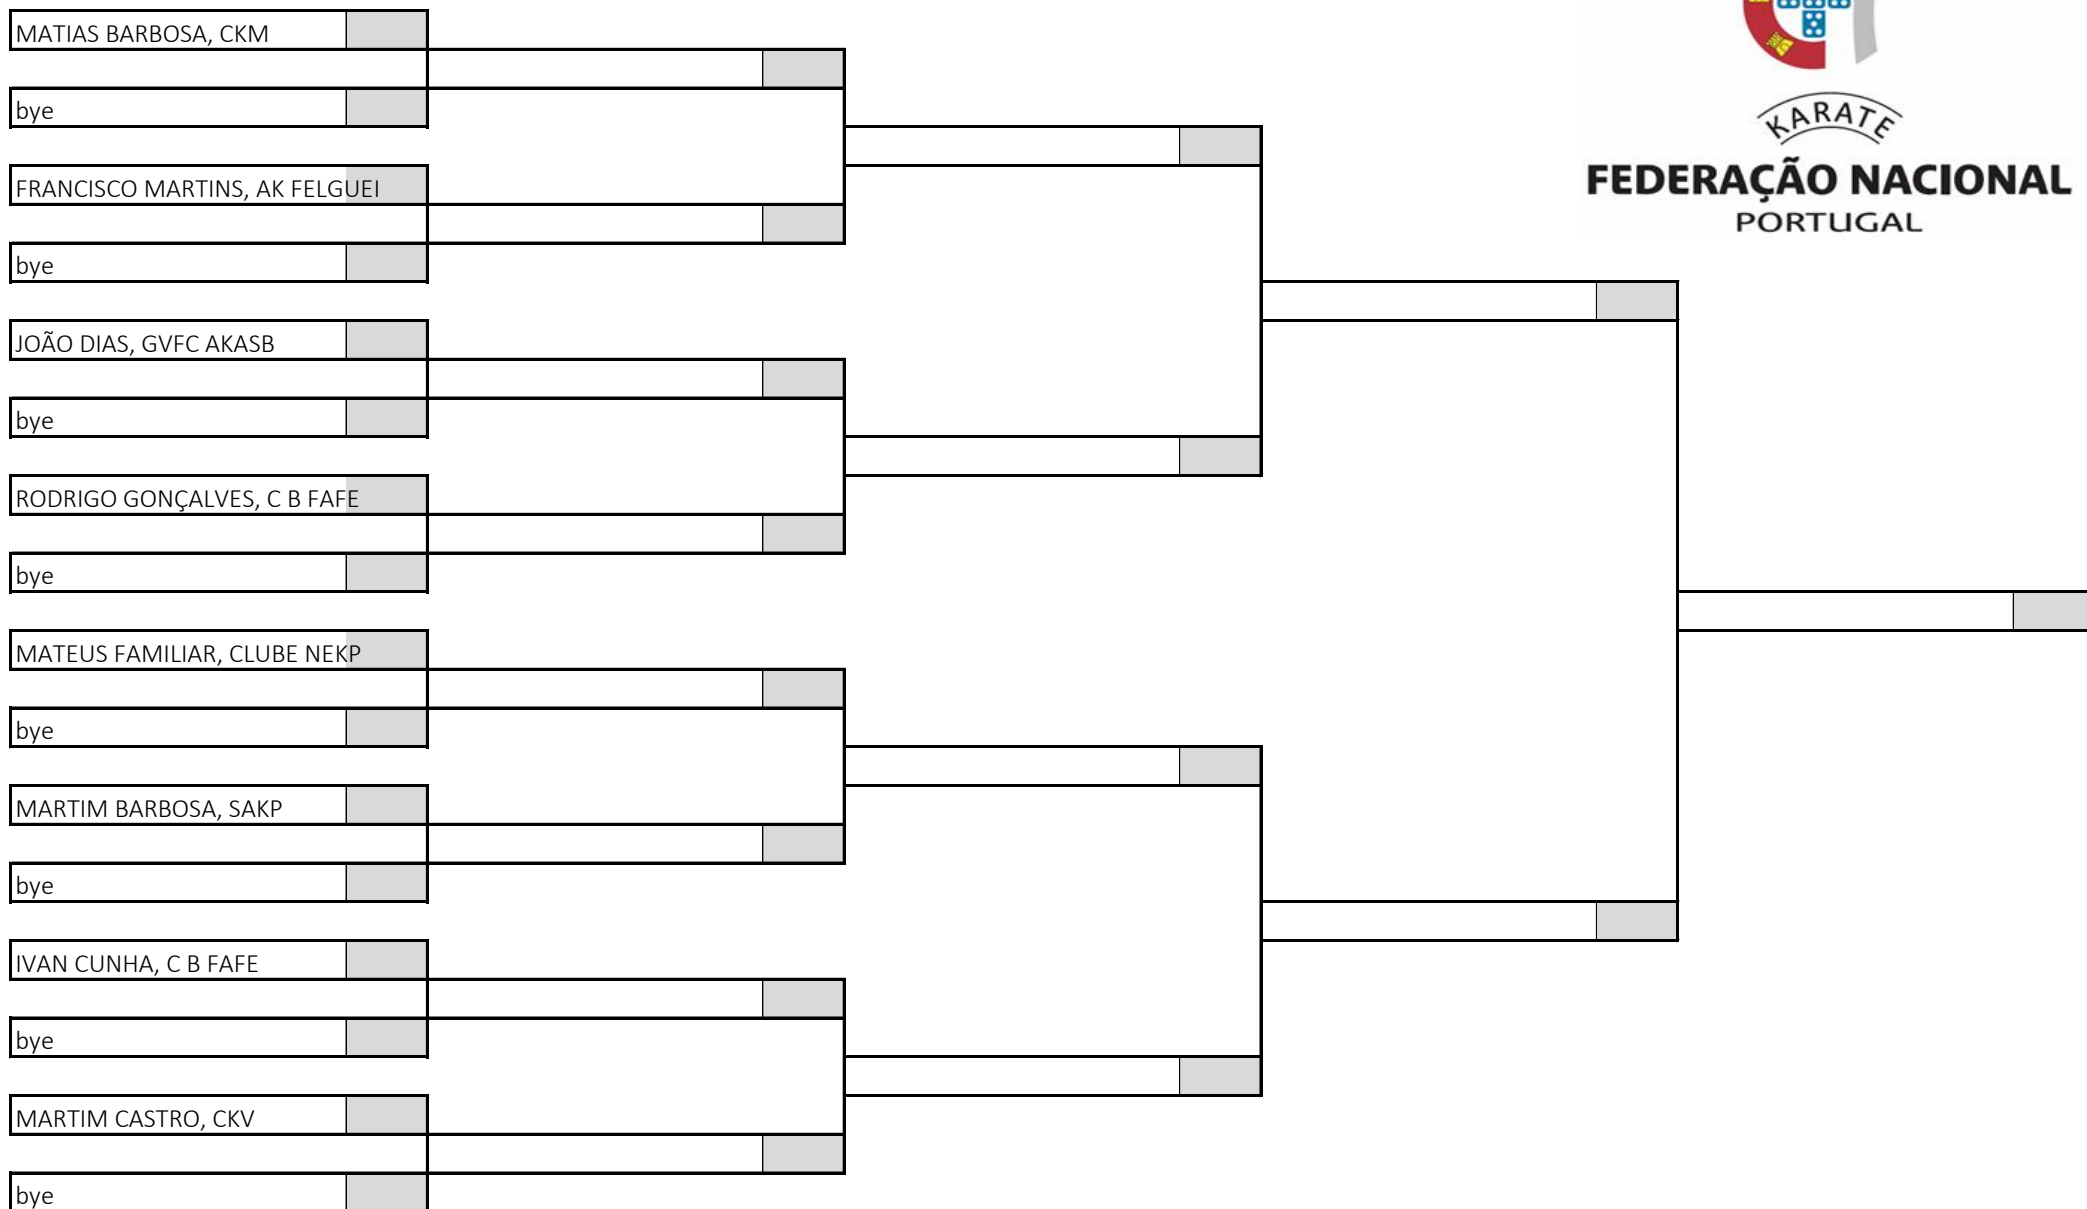 MATIAS BARBOSA, CKM
bye
FRANCISCO MARTINS, AK FELGUEI
bye
JOÃO DIAS, GVFC AKASB
bye
RODRIGO GONÇALVES, C B FAFE
bye
MATEUS FAMILIAR, CLUBE NEKP
bye
MARTIM BARBOSA, SAKP
bye
IVAN CUNHA, C B FAFE
bye
MARTIM CASTRO, CKV
bye
KARATE
FEDERAÇÃO NACIONAL
PORTUGAL